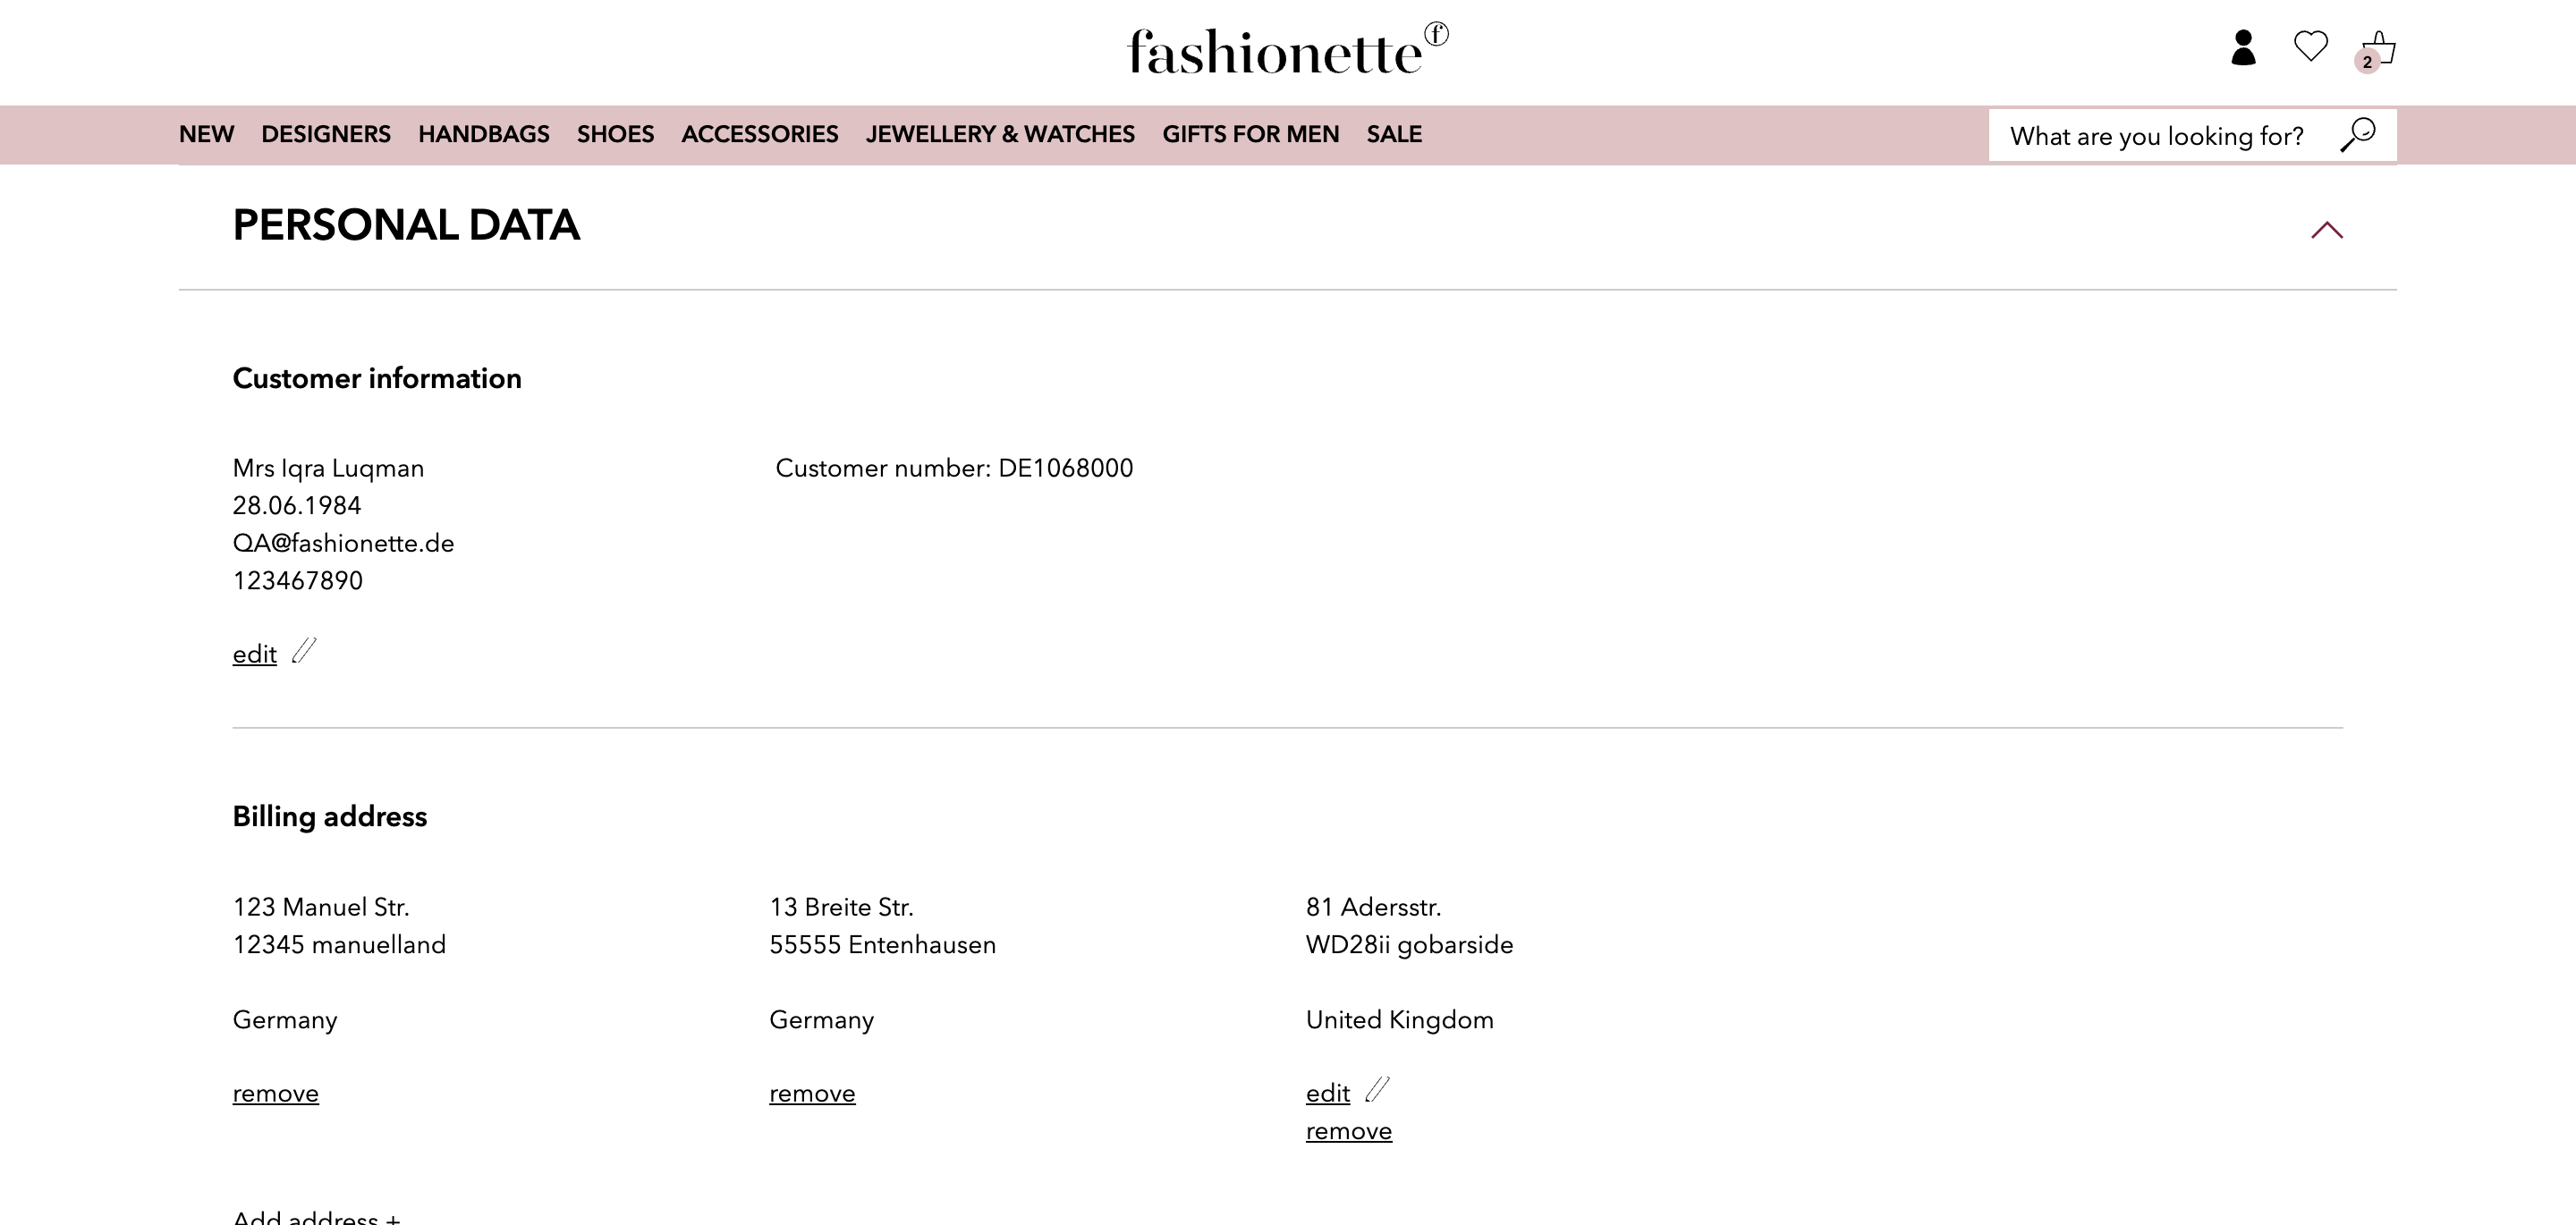 fashionette f
2
NEW DESIGNERS HANDBAGS SHOES ACCESSORIES JEWELLERY & WATCHES GIFTS FOR MEN SALE
What are you looking for?
PERSONAL DATA
Customer information
Mrs Iqra Luqman
28.06.1984
QA@fashionette.de
123467890
Customer number: DE1068000
edit
Billing address
123 Manuel Str.
12345 manuelland
Germany
remove
13 Breite Str.
55555 Entenhausen
Germany
remove
81 Adersstr.
WD28ii gobarside
United Kingdom
edit
remove
Add address +